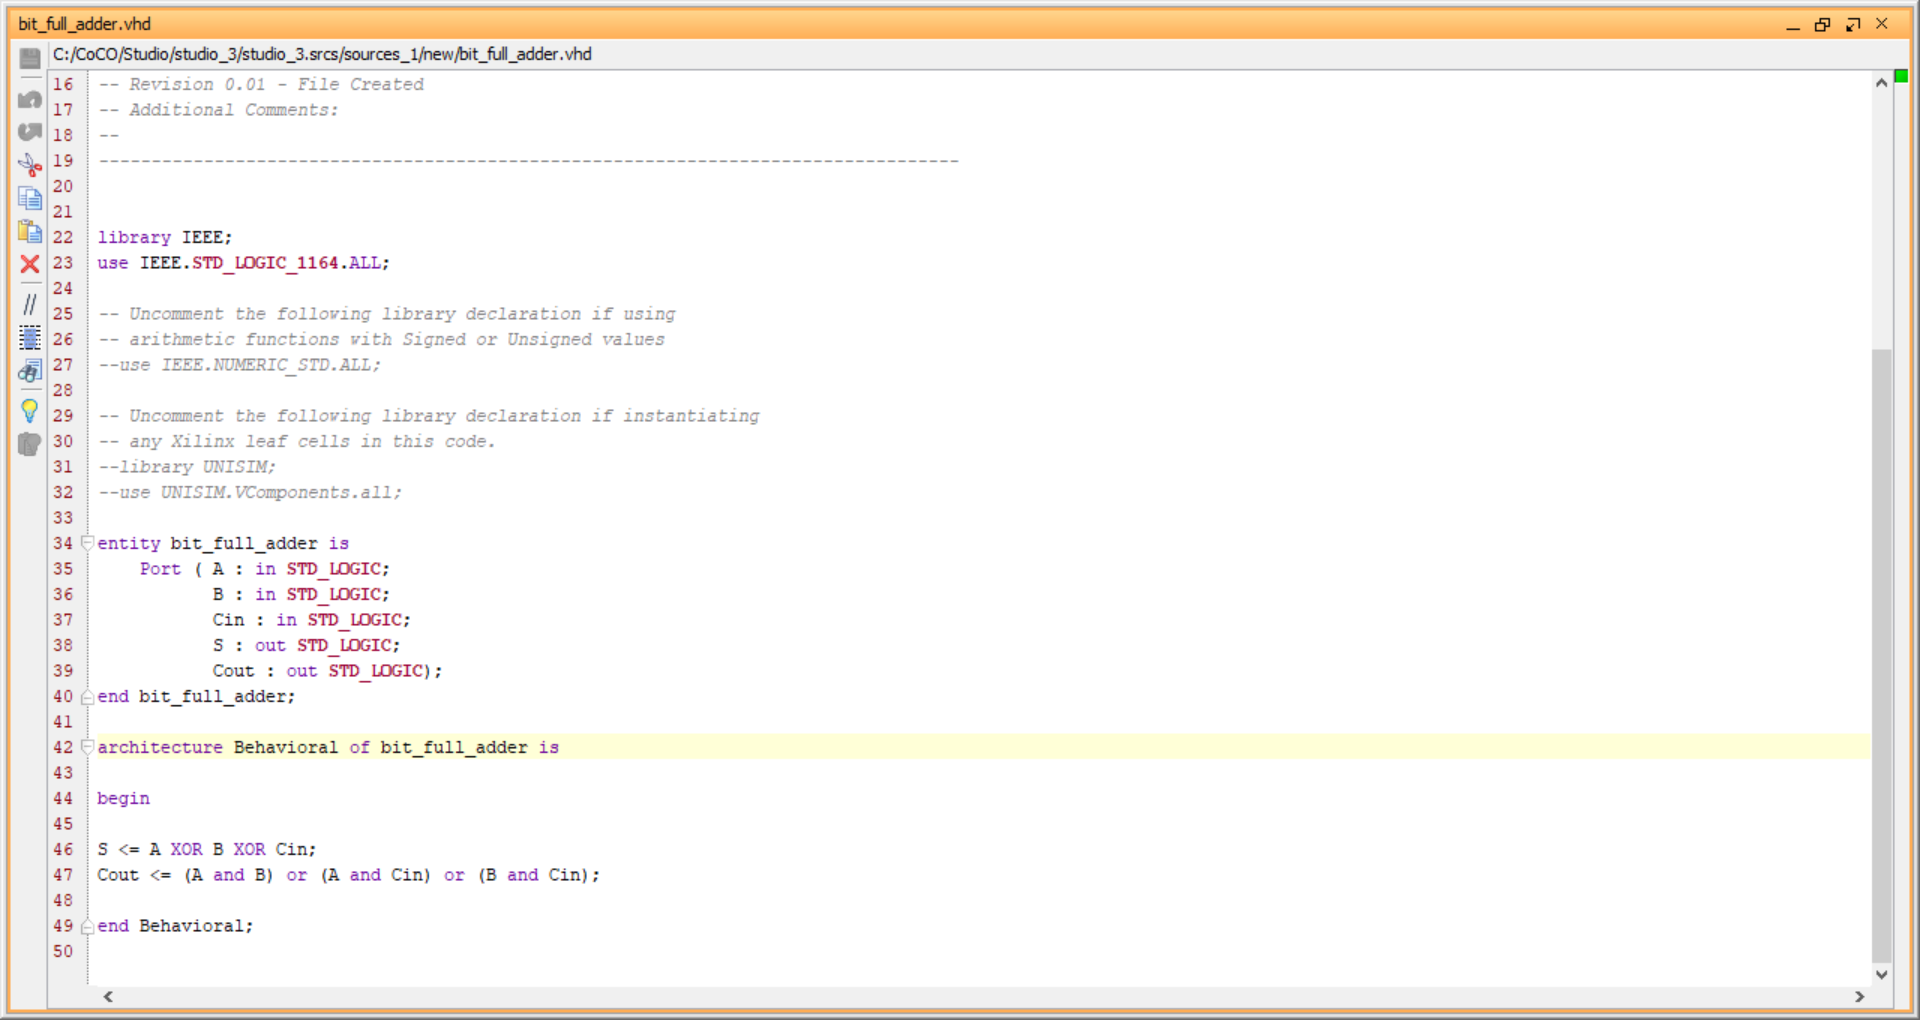 bit_full_adder.vhd
C:/CoCO/Studio/studio_3/studio_3.srcs/sources_1/new/bit_full_adder.vhd
16 -- Revision 0.01 - File Created
17 -- Additional Comments:
18 --
19 ----------------------------------------------------------------------------------
20
21
22 library IEEE;
23 use IEEE.STD_LOGIC_1164.ALL;
24
25 -- Uncomment the following library declaration if using
26 -- arithmetic functions with Signed or Unsigned values
27 --use IEEE.NUMERIC_STD.ALL;
28
29 -- Uncomment the following library declaration if instantiating
30 -- any Xilinx leaf cells in this code.
31 --library UNISIM;
32 --use UNISIM.VComponents.all;
33
34 entity bit_full_adder is
35     Port ( A : in STD_LOGIC;
36            B : in STD_LOGIC;
37            Cin : in STD_LOGIC;
38            S : out STD_LOGIC;
39            Cout : out STD_LOGIC);
40 end bit_full_adder;
41
42 architecture Behavioral of bit_full_adder is
43
44 begin
45
46 S <= A XOR B XOR Cin;
47 Cout <= (A and B) or (A and Cin) or (B and Cin);
48
49 end Behavioral;
50